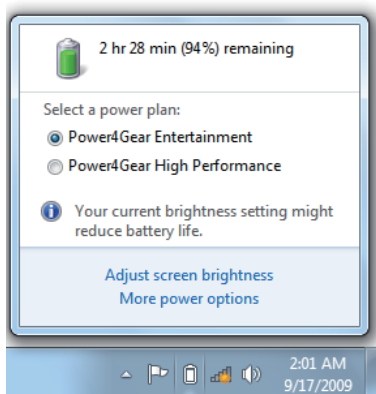 2 hr 28 min (94%) remaining
Select a power plan:
Power4Gear Entertainment
Power4Gear High Performance
Your current brightness setting might
reduce battery life.
Adjust screen brightness
More power options
2:01 AM
9/17/2009